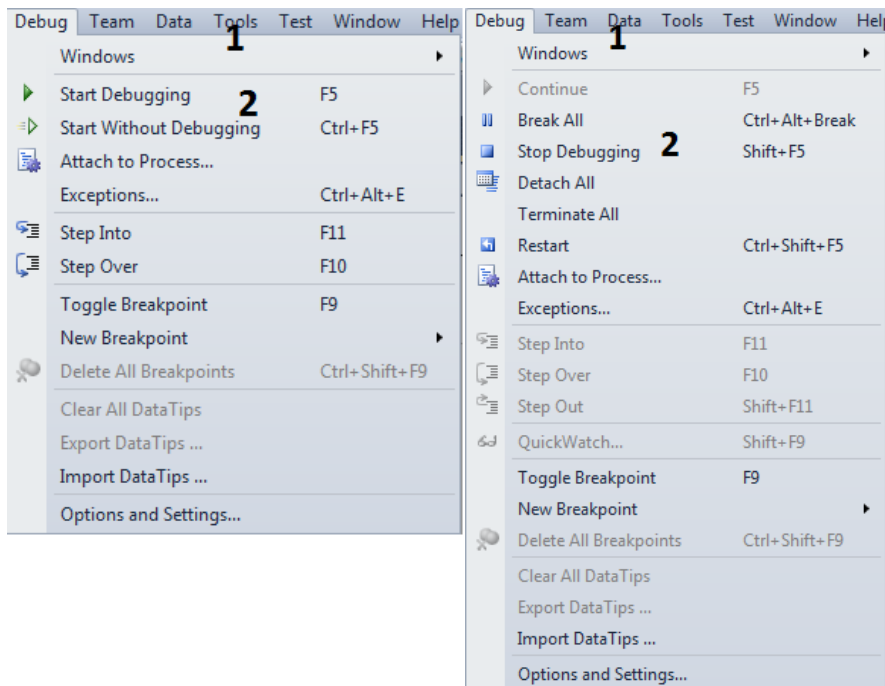 Debug Team Data Tools Test Window Help
1
Windows
Start Debugging F5
2
Start Without Debugging Ctrl+F5
Attach to Process...
Exceptions... Ctrl+Alt+E
Step Into F11
Step Over F10
Toggle Breakpoint F9
New Breakpoint
Delete All Breakpoints Ctrl+Shift+F9
Clear All DataTips
Export DataTips ...
Import DataTips ...
Options and Settings...
Debug Team Data Tools Test Window Hel
1
Windows
Continue F5
Break All Ctrl+Alt+Break
Stop Debugging 2 Shift+F5
Detach All
Terminate All
Restart Ctrl+Shift+F5
Attach to Process...
Exceptions... Ctrl+Alt+E
Step Into F11
Step Over F10
Step Out Shift+F11
QuickWatch... Shift+F9
Toggle Breakpoint F9
New Breakpoint
Delete All Breakpoints Ctrl+Shift+F9
Clear All DataTips
Export DataTips ...
Import DataTips ...
Options and Settings...